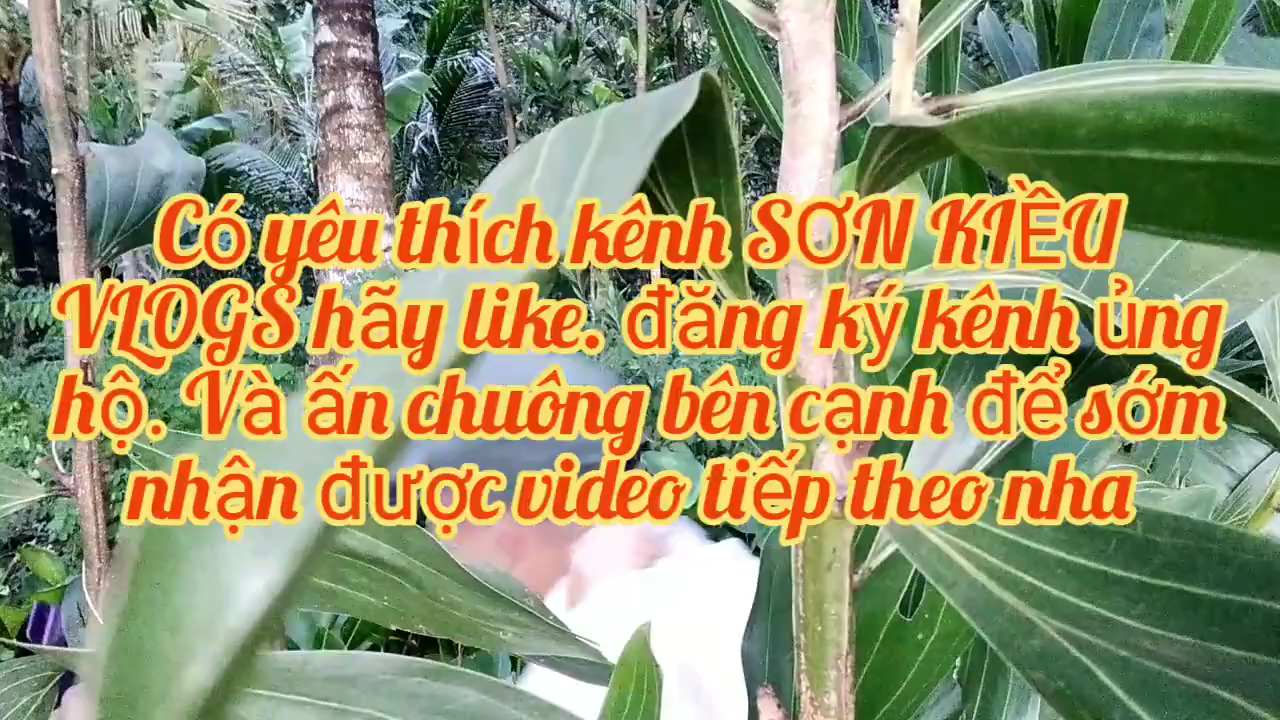 Có yêu thích kênh SƠN KIỀU
VLOGS hãy like. đăng ký kênh ủng
hộ. Và ấn chuông bên cạnh để sớm
nhận được video tiếp theo nha